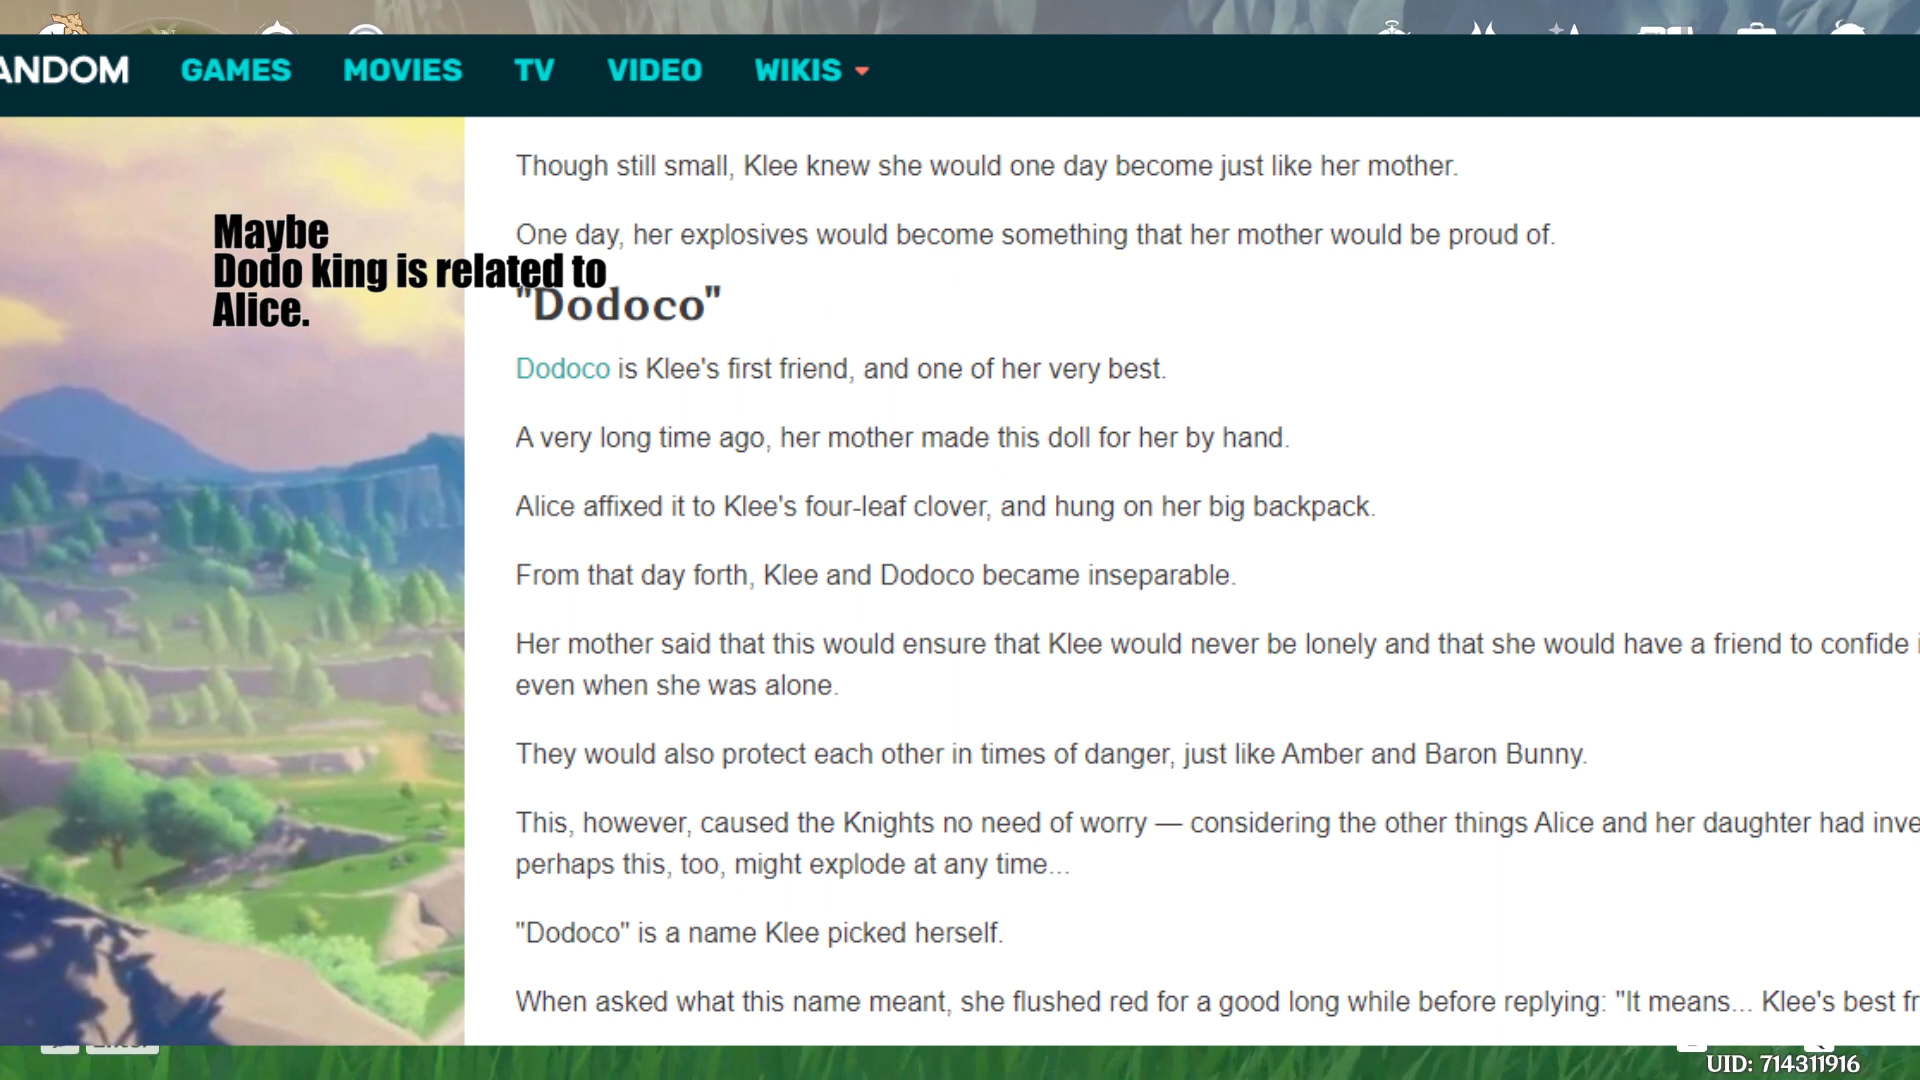 ANDOM GAMES MOVIES TV VIDEO WIKIS
Though still small, Klee knew she would one day become just like her mother.
One day, her explosives would become something that her mother would be proud of.
Maybe
Dodo king is related to
Alice.
"Dodoco"
Dodoco is Klee's first friend, and one of her very best.
A very long time ago, her mother made this doll for her by hand.
Alice affixed it to Klee's four-leaf clover, and hung on her big backpack.
From that day forth, Klee and Dodoco became inseparable.
Her mother said that this would ensure that Klee would never be lonely and that she would have a friend to confide
even when she was alone.
They would also protect each other in times of danger, just like Amber and Baron Bunny.
This, however, caused the Knights no need of worry — considering the other things Alice and her daughter had inve
perhaps this, too, might explode at any time...
"Dodoco" is a name Klee picked herself.
When asked what this name meant, she flushed red for a good long while before replying: "It means... Klee's best fr
UID: 714311916